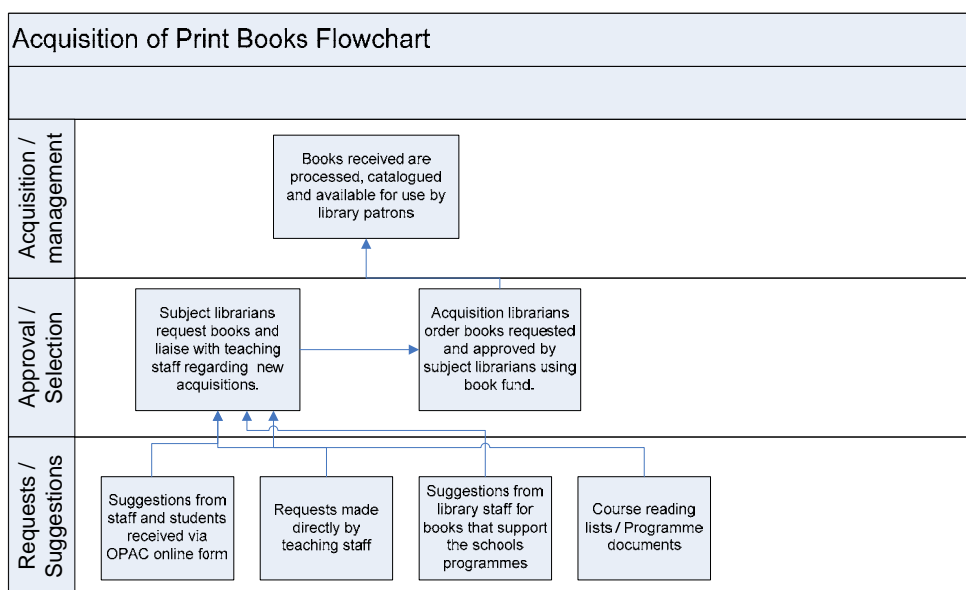 Acquisition of Print Books Flowchart
Acquisition /
management
Books received are
processed, catalogued
and available for use by
library patrons
Approval /
Selection
Subject librarians
request books and
liaise with teaching
staff regarding new
acquisitions.
Acquisition librarians
order books requested
and approved by
subject librarians using
book fund.
Requests /
Suggestions
Suggestions from
staff and students
received via
OPAC online form
Requests made
directly by
teaching staff
Suggestions from
library staff for
books that support
the schools
programmes
Course reading
lists / Programme
documents